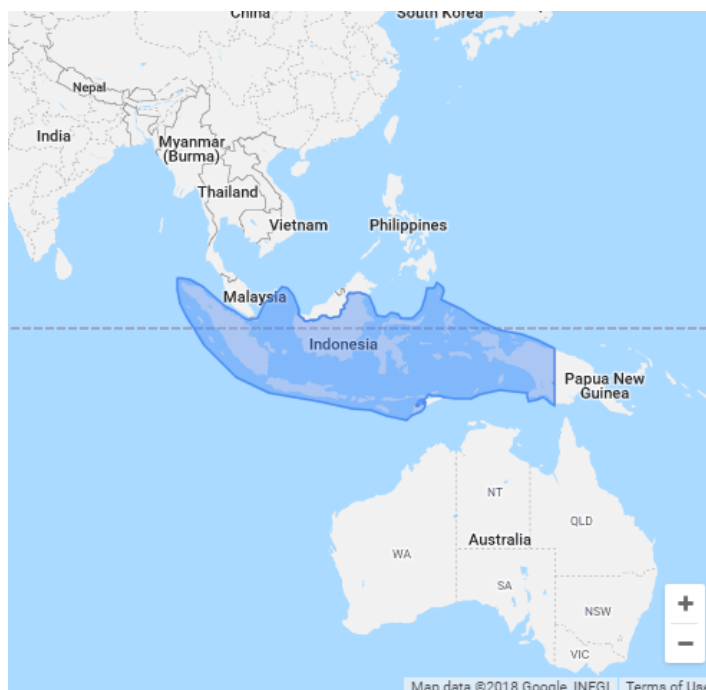 China
South Korea
Nepal
India
Myanmar
(Burma)
Thailand
Vietnam
Philippines
Malaysia
Indonesia
Papua New
Guinea
NT
QLD
WA
Australia
SA
NSW
VIC
+
−
Map data ©2018 Google, INEGI
Terms of Use